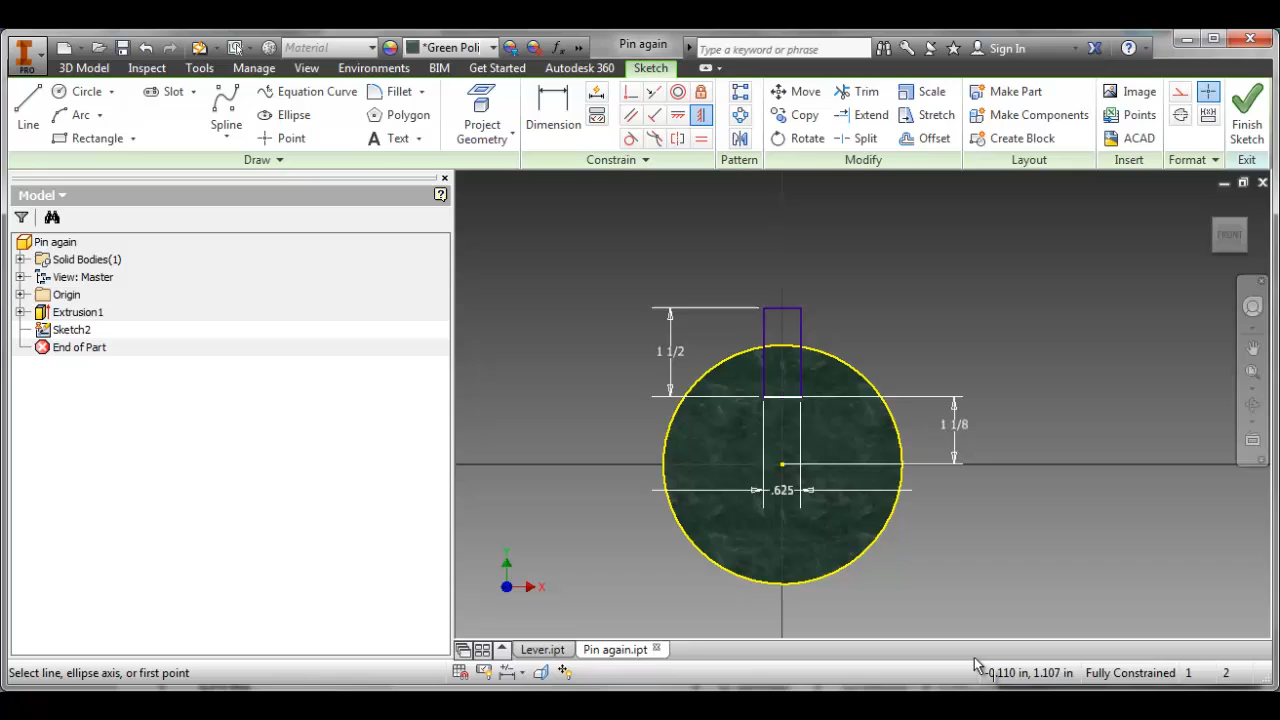 Material
*Green Poli
Pin again
Type a keyword or phrase
Sign In
PRO
3D Model Inspect Tools Manage View Environments BIM Get Started Autodesk 360 Sketch
Line
Circle
Arc
Rectangle
Slot
Spline
Equation Curve
Ellipse
Point
Fillet
Polygon
Text
Project
Geometry
Dimension
Move
Copy
Rotate
Trim
Extend
Split
Scale
Stretch
Offset
Make Part
Make Components
Create Block
Image
Points
ACAD
Finish
Sketch
Draw Constrain Pattern Modify Layout Insert Format Exit
Model
Pin again
Solid Bodies(1)
View: Master
Origin
Extrusion1
Sketch2
End of Part
FRONT
1 1/2
1 1/8
.625
Y
X
Lever.ipt Pin again.ipt
Select line, ellipse axis, or first point
-0.110 in, 1.107 in Fully Constrained 1 2